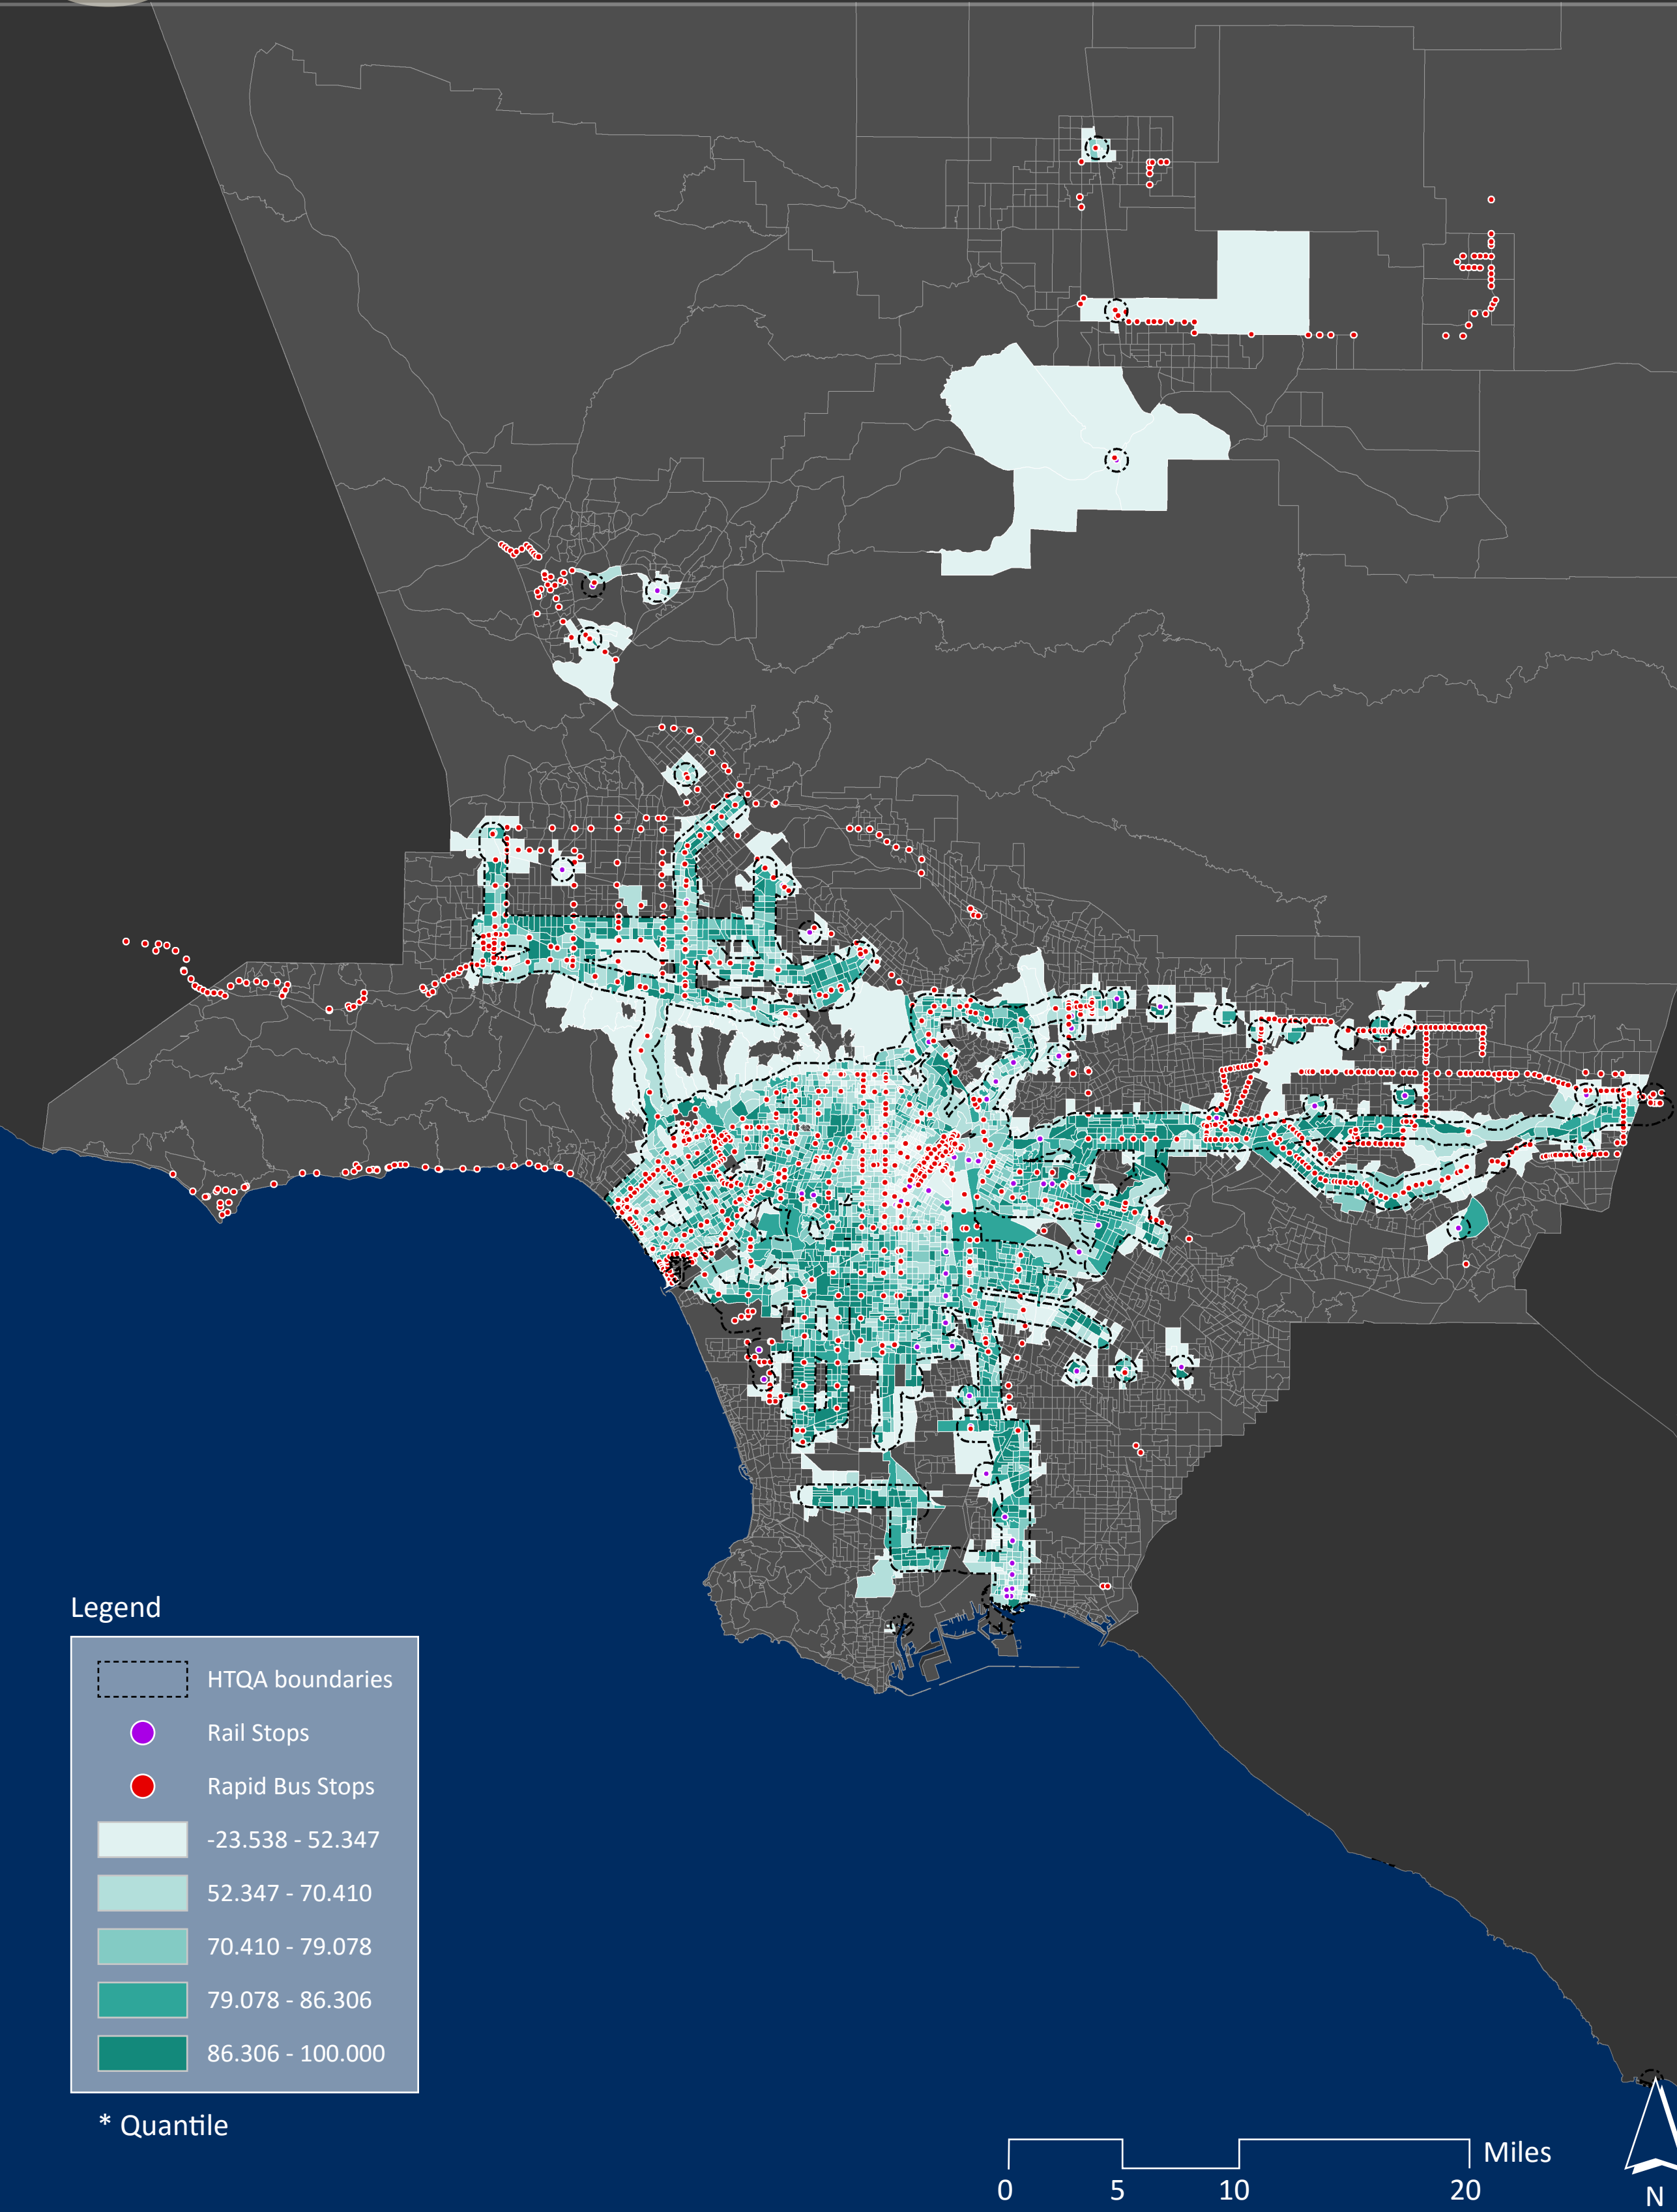 Legend
HTQA boundaries
Rail Stops
Rapid Bus Stops
-23.538 - 52.347
52.347 - 70.410
70.410 - 79.078
79.078 - 86.306
86.306 - 100.000
* Quantile
Miles
0 5 10 20
N